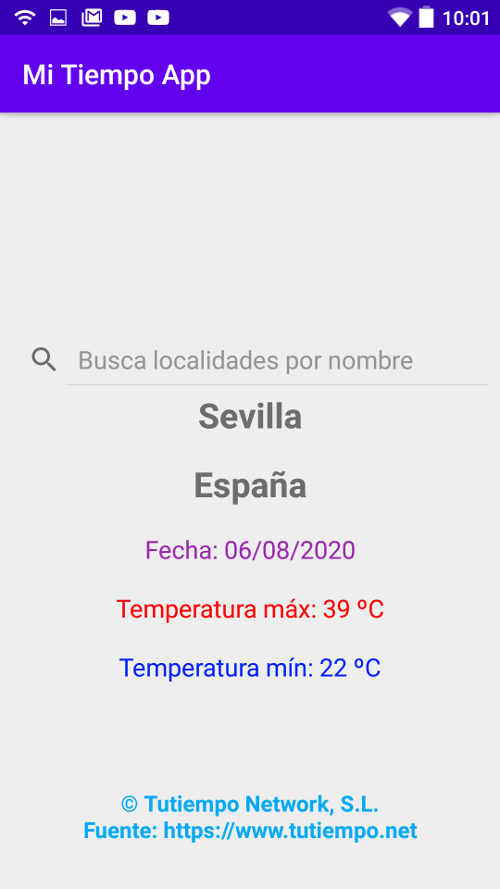 10:01
Mi Tiempo App
Busca localidades por nombre
Sevilla
España
Fecha: 06/08/2020
Temperatura máx: 39 ºC
Temperatura mín: 22 ºC
© Tutiempo Network, S.L.
Fuente: https://www.tutiempo.net